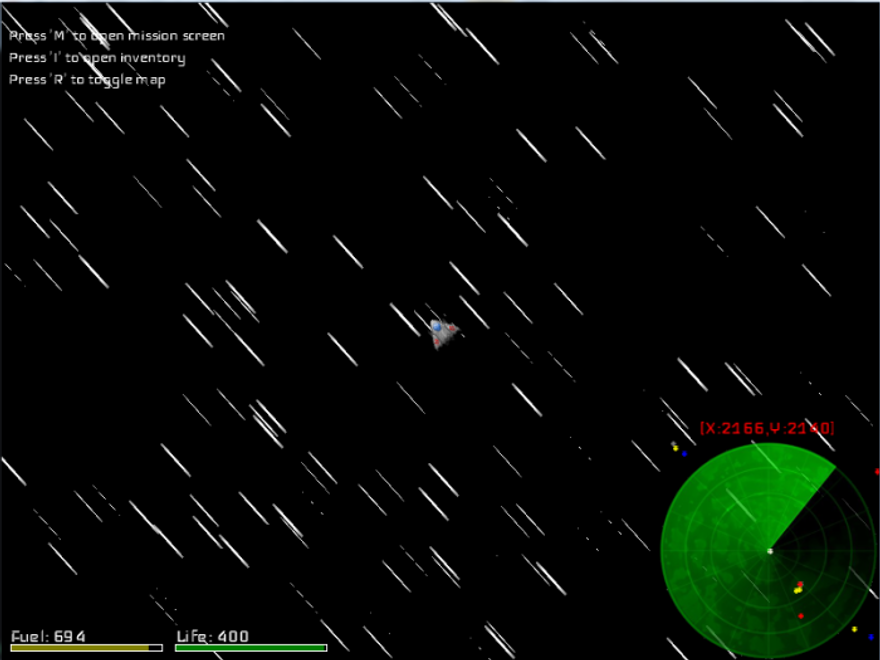 Press 'M' to open mission screen
Press 'I' to open inventory
Press 'R' to toggle map
[X:2166,Y:2140]
Fuel: 694
Life: 400